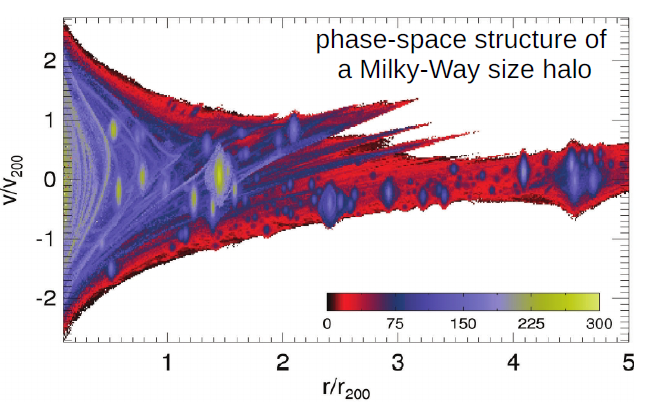 phase-space structure of
a Milky-Way size halo
2
1
0
-1
-2
v/v200
0 75 150 225 300
1 2 3 4 5
r/r200